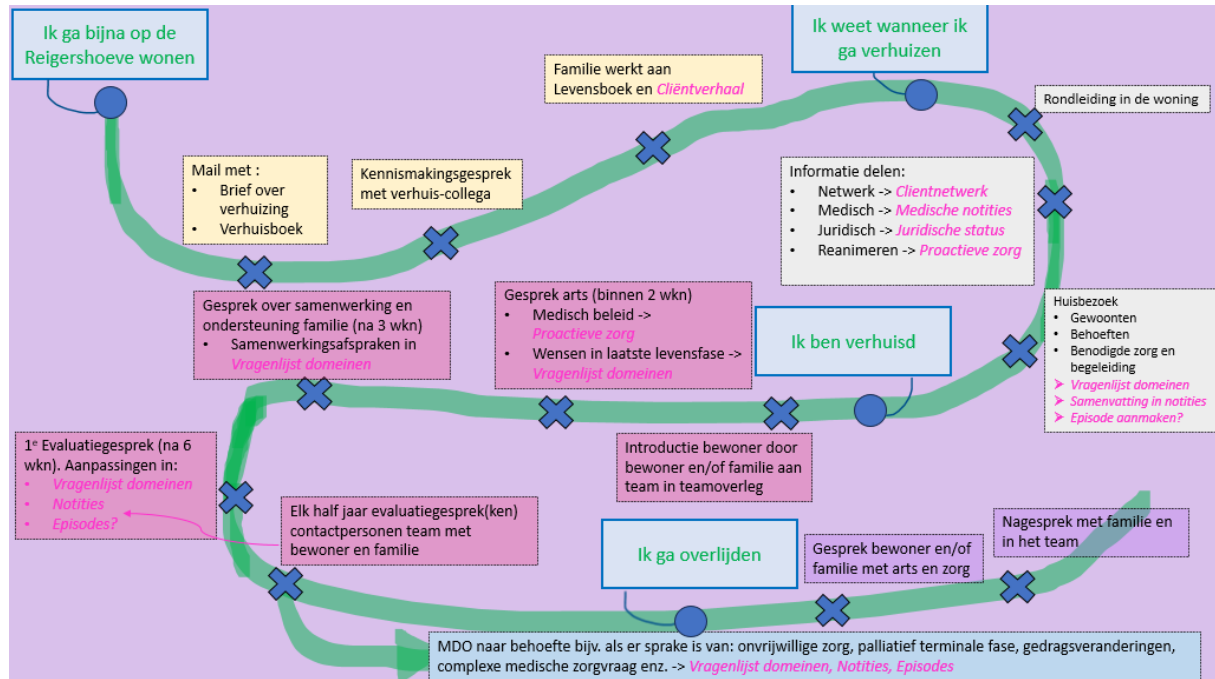 Ik ga bijna op de
Reigershoeve wonen
Familie werkt aan
Levensboek en Cliëntverhaal
Ik weet wanneer ik
ga verhuizen
Rondleiding in de woning
Mail met :
• Brief over
verhuizing
• Verhuisboek
Kennismakingsgesprek
met verhuis-collega
Informatie delen:
• Netwerk -> Clientnetwerk
• Medisch -> Medische notities
• Juridisch -> Juridische status
• Reanimeren -> Proactieve zorg
Gesprek over samenwerking en
ondersteuning familie (na 3 wkn)
• Samenwerkingsafspraken in
Vragenlijst domeinen
Gesprek arts (binnen 2 wkn)
• Medisch beleid ->
Proactieve zorg
• Wensen in laatste levensfase ->
Vragenlijst domeinen
Ik ben verhuisd
Huisbezoek
• Gewoonten
• Behoeften
• Benodigde zorg en
begeleiding
➢ Vragenlijst domeinen
➢ Samenvatting in notities
➢ Episode aanmaken?
1e Evaluatiegesprek (na 6
wkn). Aanpassingen in:
• Vragenlijst domeinen
• Notities
• Episodes?
Introductie bewoner door
bewoner en/of familie aan
team in teamoverleg
Elk half jaar evaluatiegesprek(ken)
contactpersonen team met
bewoner en familie
Ik ga overlijden
Gesprek bewoner en/of
familie met arts en zorg
Nagesprek met familie en
in het team
MDO naar behoefte bijv. als er sprake is van: onvrijwillige zorg, palliatief terminale fase, gedragsveranderingen,
complexe medische zorgvraag enz. -> Vragenlijst domeinen, Notities, Episodes